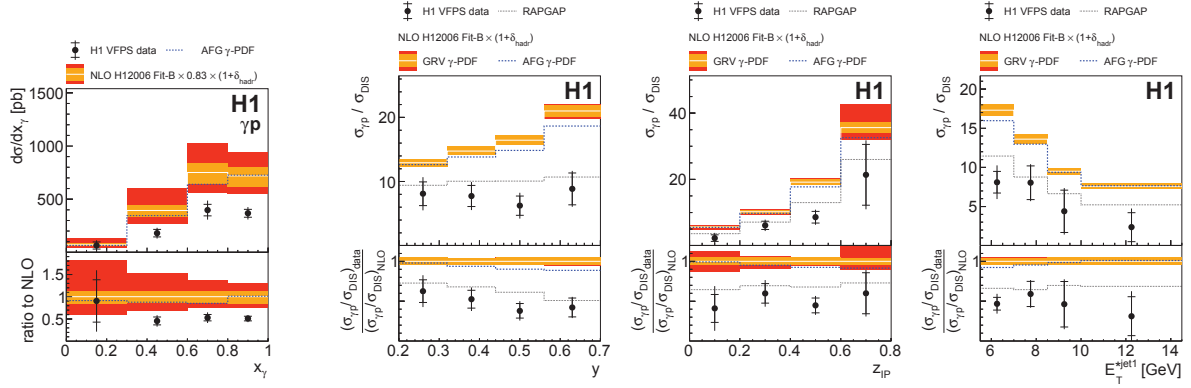 H1 VFPS data AFG γ-PDF
NLO H12006 Fit-B × 0.83 × (1+δhadr)
dσ/dxγ [pb]
1500
1000
500
H1
γp
ratio to NLO
1.5
1
0.5
0 0.2 0.4 0.6 0.8 1
xγ
H1 VFPS data RAPGAP
NLO H12006 Fit-B × (1+δhadr)
GRV γ-PDF AFG γ-PDF
σγp / σDIS
H1
20
10
(σγp/σDIS)data
(σγp/σDIS)NLO
1
0.5
0.2 0.3 0.4 0.5 0.6 0.7
y
H1 VFPS data RAPGAP
NLO H12006 Fit-B × (1+δhadr)
GRV γ-PDF AFG γ-PDF
σγp / σDIS
H1
40
20
(σγp/σDIS)data
(σγp/σDIS)NLO
1
0.5
0 0.2 0.4 0.6 0.8
zIP
H1 VFPS data RAPGAP
NLO H12006 Fit-B × (1+δhadr)
GRV γ-PDF AFG γ-PDF
σγp / σDIS
H1
20
15
10
5
(σγp/σDIS)data
(σγp/σDIS)NLO
1
0.5
6 8 10 12 14
ET*jet1 [GeV]